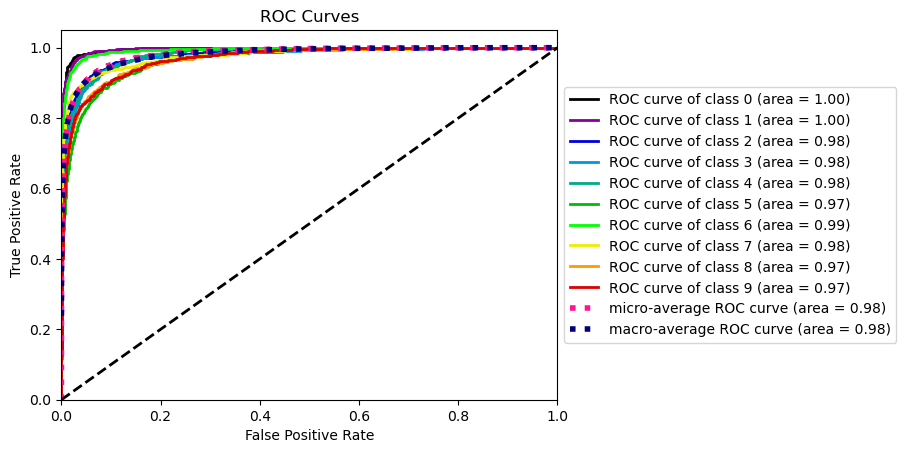 ROC Curves
1.0
0.8
0.6
0.4
0.2
0.0
True Positive Rate
0.0 0.2 0.4 0.6 0.8 1.0
False Positive Rate
ROC curve of class 0 (area = 1.00)
ROC curve of class 1 (area = 1.00)
ROC curve of class 2 (area = 0.98)
ROC curve of class 3 (area = 0.98)
ROC curve of class 4 (area = 0.98)
ROC curve of class 5 (area = 0.97)
ROC curve of class 6 (area = 0.99)
ROC curve of class 7 (area = 0.98)
ROC curve of class 8 (area = 0.97)
ROC curve of class 9 (area = 0.97)
micro-average ROC curve (area = 0.98)
macro-average ROC curve (area = 0.98)